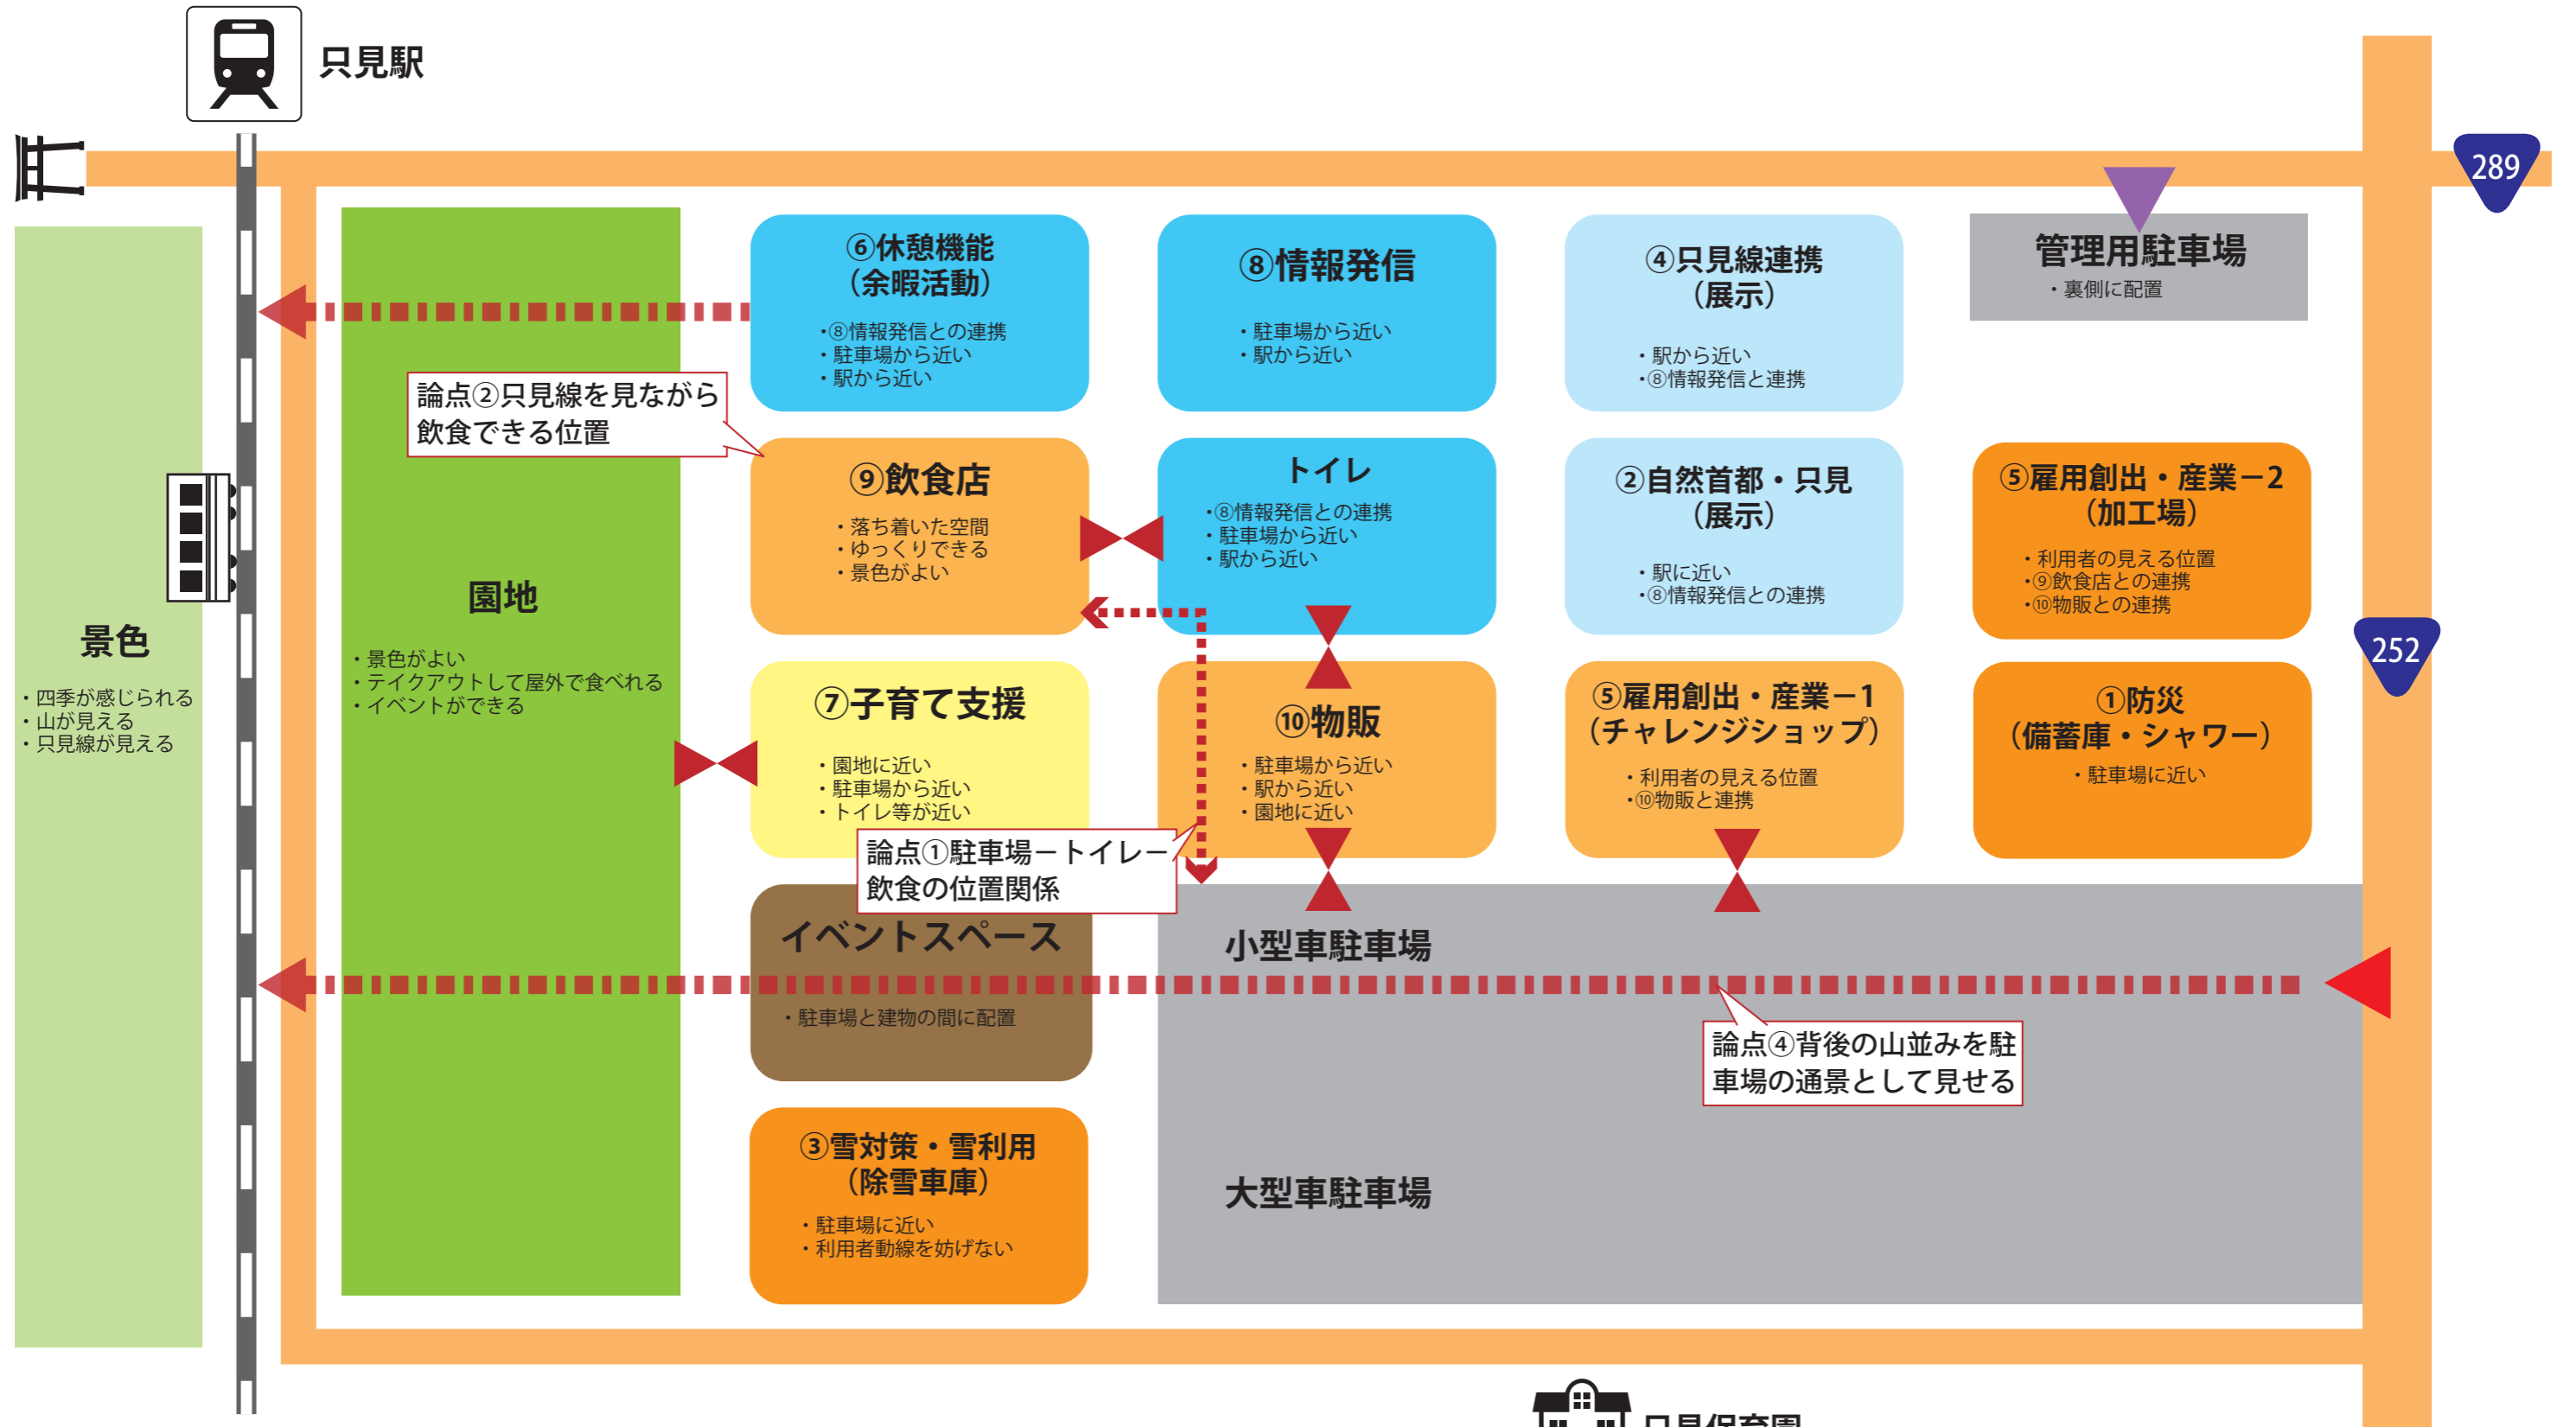 只見駅
289
⑥休憩機能
（余暇活動）
・⑧情報発信との連携
・駐車場から近い
・駅から近い
⑧情報発信
・駐車場から近い
・駅から近い
④只見線連携
（展示）
・駅から近い
・⑧情報発信と連携
管理用駐車場
・裏側に配置
論点②只見線を見ながら
飲食できる位置
⑨飲食店
・落ち着いた空間
・ゆっくりできる
・景色がよい
トイレ
・⑧情報発信との連携
・駐車場から近い
・駅から近い
②自然首都・只見
（展示）
・駅に近い
・⑧情報発信との連携
⑤雇用創出・産業－2
（加工場）
・利用者の見える位置
・⑨飲食店との連携
・⑩物販との連携
景色
・四季が感じられる
・山が見える
・只見線が見える
園地
・景色がよい
・テイクアウトして屋外で食べれる
・イベントができる
252
⑦子育て支援
・園地に近い
・駐車場から近い
・トイレ等が近い
⑩物販
・駐車場から近い
・駅から近い
・園地に近い
⑤雇用創出・産業－1
（チャレンジショップ）
・利用者の見える位置
・⑩物販と連携
①防災
（備蓄庫・シャワー）
・駐車場に近い
論点①駐車場－トイレ－
飲食の位置関係
イベントスペース
・駐車場と建物の間に配置
小型車駐車場
論点④背後の山並みを駐
車場の通景として見せる
③雪対策・雪利用
（除雪車庫）
・駐車場に近い
・利用者動線を妨げない
大型車駐車場
只見保育園